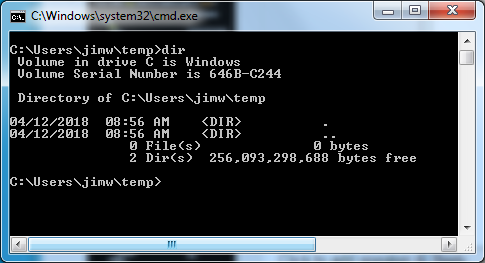 C:\Windows\system32\cmd.exe
C:\Users\jimw\temp>dir
 Volume in drive C is Windows
 Volume Serial Number is 646B-C244

 Directory of C:\Users\jimw\temp

04/12/2018  08:56 AM    <DIR>          .
04/12/2018  08:56 AM    <DIR>          ..
               0 File(s)              0 bytes
               2 Dir(s)  256,093,298,688 bytes free

C:\Users\jimw\temp>